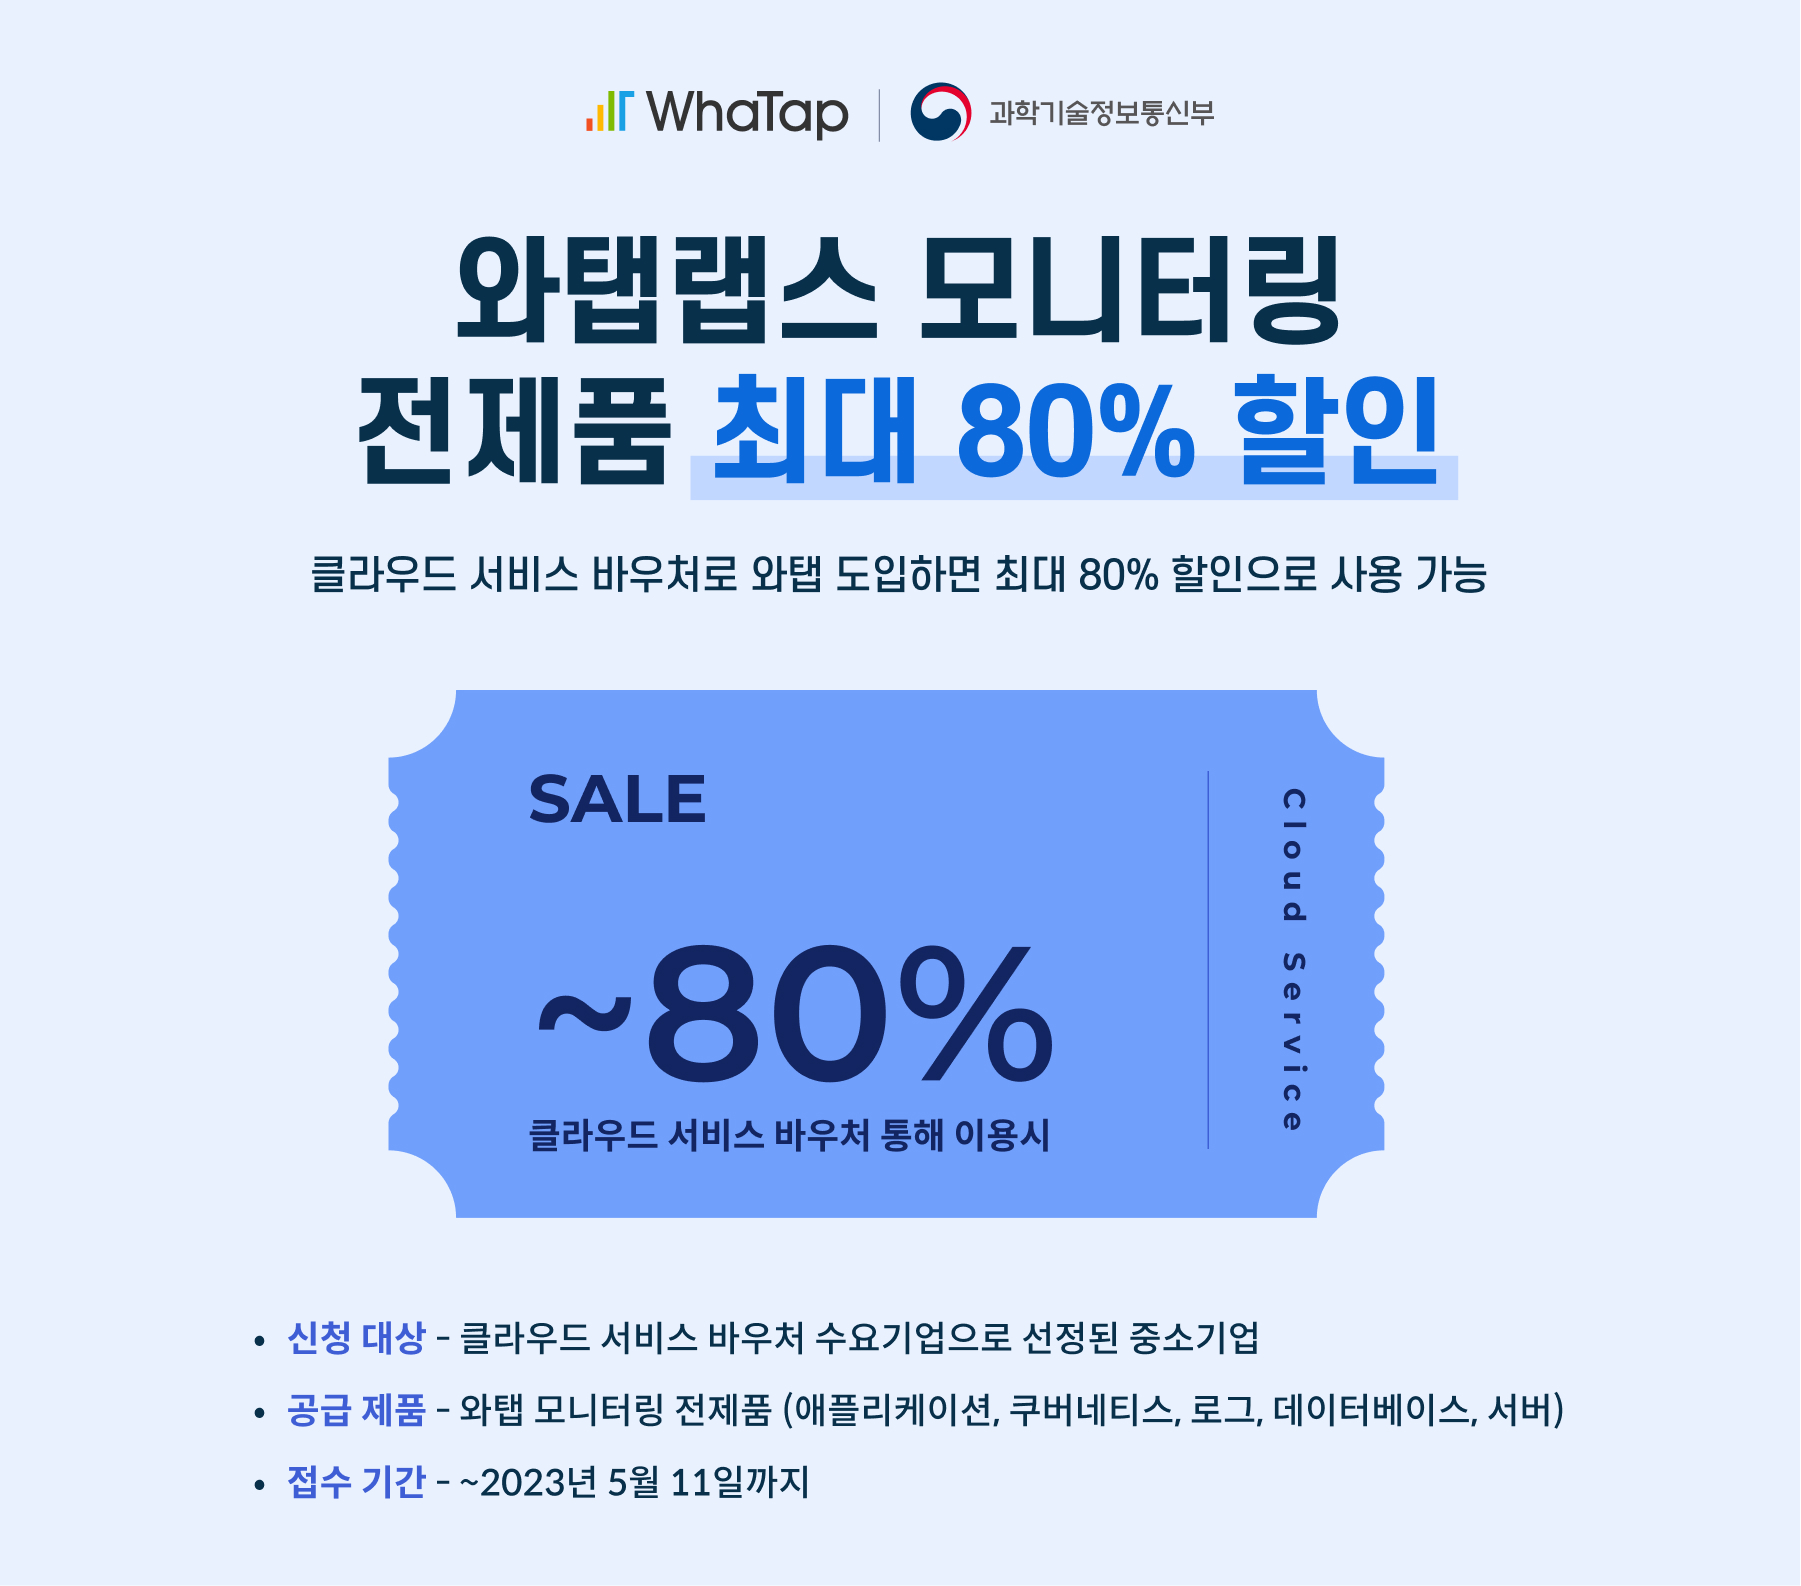 WhaTap
과학기술정보통신부
와탭랩스 모니터링
전제품 최대 80% 할인
클라우드 서비스 바우처로 와탭 도입하면 최대 80% 할인으로 사용 가능
SALE
~80%
클라우드 서비스 바우처 통해 이용시
Cloud Service
• 신청 대상 - 클라우드 서비스 바우처 수요기업으로 선정된 중소기업
• 공급 제품 - 와탭 모니터링 전제품 (애플리케이션, 쿠버네티스, 로그, 데이터베이스, 서버)
• 접수 기간 - ~2023년 5월 11일까지